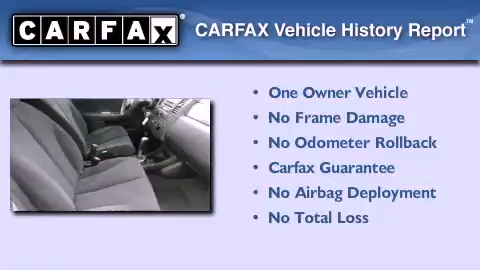 CARFAX®
CARFAX Vehicle History Report™
• One Owner Vehicle
• No Frame Damage
• No Odometer Rollback
• Carfax Guarantee
• No Airbag Deployment
• No Total Loss